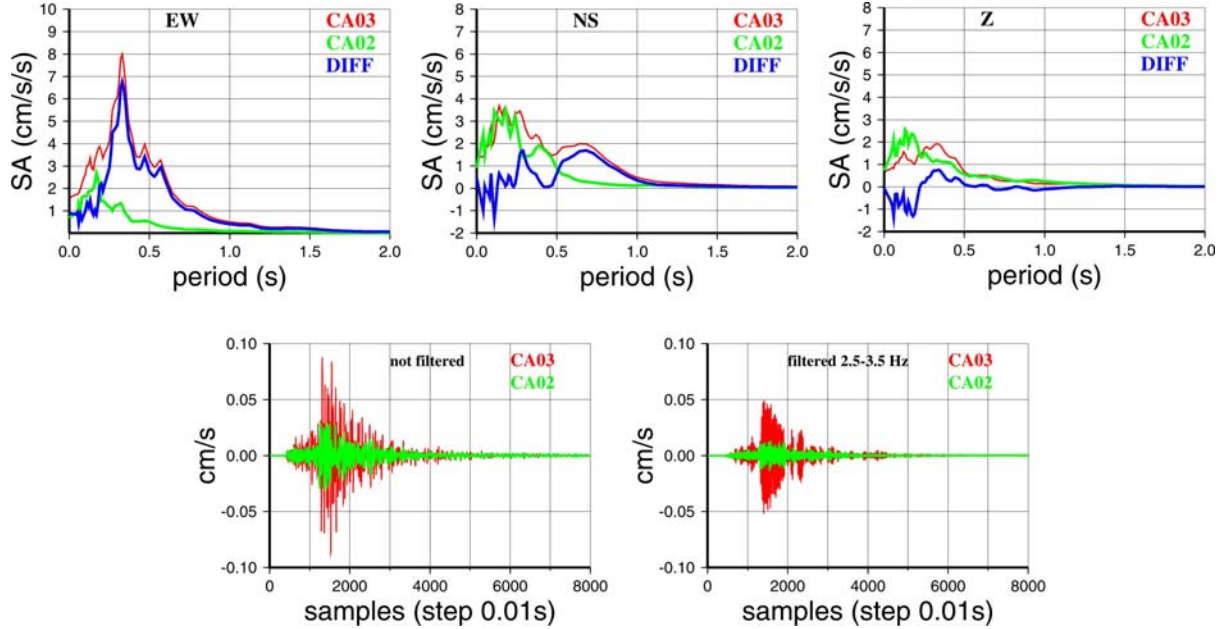 EW
CA03
CA02
DIFF
SA (cm/s/s)
10
9
8
7
6
5
4
3
2
1
0.0 0.5 1.0 1.5 2.0
period (s)
NS
CA03
CA02
DIFF
SA (cm/s/s)
8
7
6
5
4
3
2
1
0
-1
-2
0.0 0.5 1.0 1.5 2.0
period (s)
Z
CA03
CA02
DIFF
SA (cm/s/s)
8
7
6
5
4
3
2
1
0
-1
-2
0.0 0.5 1.0 1.5 2.0
period (s)
not filtered
CA03
CA02
cm/s
0.10
0.05
0.00
-0.05
-0.10
0 2000 4000 6000 8000
samples (step 0.01s)
filtered 2.5-3.5 Hz
CA03
CA02
cm/s
0.10
0.05
0.00
-0.05
-0.10
0 2000 4000 6000 8000
samples (step 0.01s)